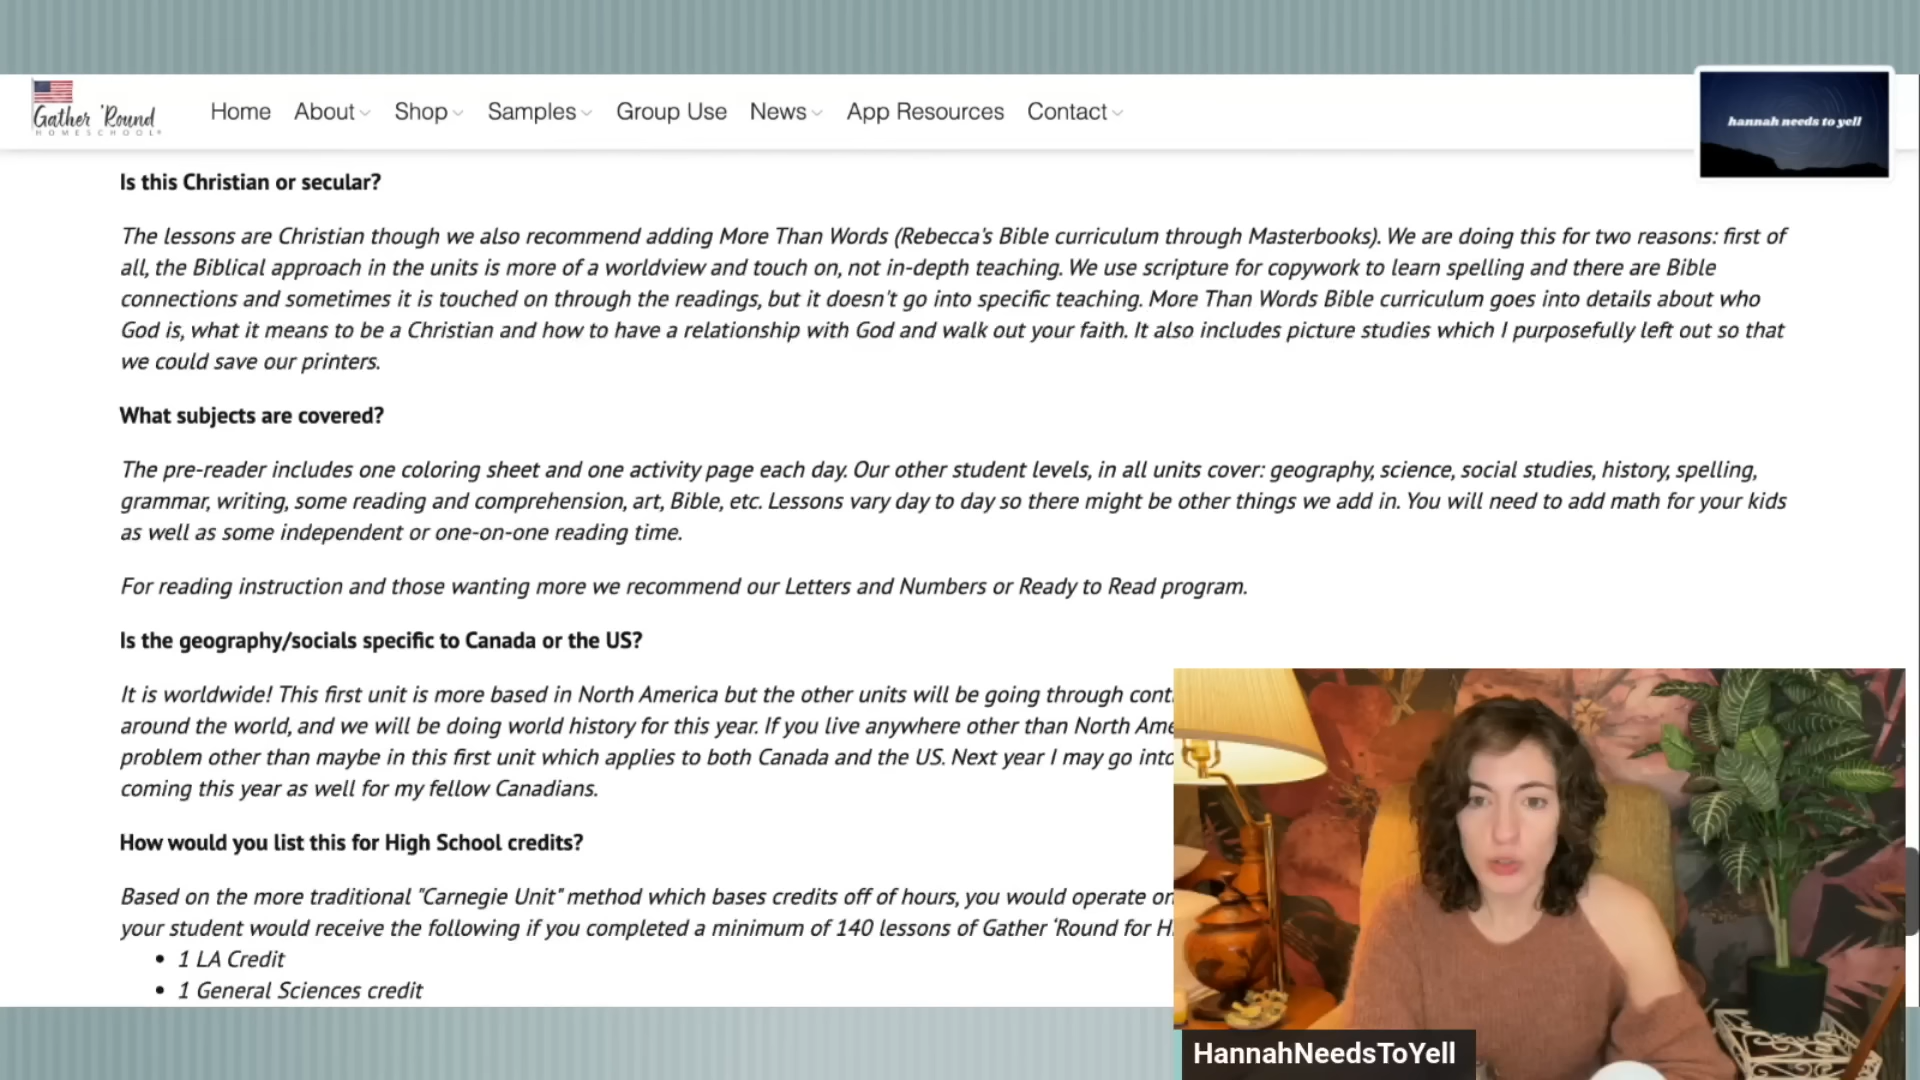 Gather 'Round
HOMESCHOOL
Home About Shop Samples Group Use News App Resources Contact
hannah needs to yell
Is this Christian or secular?
The lessons are Christian though we also recommend adding More Than Words (Rebecca's Bible curriculum through Masterbooks). We are doing this for two reasons: first of
all, the Biblical approach in the units is more of a worldview and touch on, not in-depth teaching. We use scripture for copywork to learn spelling and there are Bible
connections and sometimes it is touched on through the readings, but it doesn't go into specific teaching. More Than Words Bible curriculum goes into details about who
God is, what it means to be a Christian and how to have a relationship with God and walk out your faith. It also includes picture studies which I purposefully left out so that
we could save our printers.
What subjects are covered?
The pre-reader includes one coloring sheet and one activity page each day. Our other student levels, in all units cover: geography, science, social studies, history, spelling,
grammar, writing, some reading and comprehension, art, Bible, etc. Lessons vary day to day so there might be other things we add in. You will need to add math for your kids
as well as some independent or one-on-one reading time.
For reading instruction and those wanting more we recommend our Letters and Numbers or Ready to Read program.
Is the geography/socials specific to Canada or the US?
It is worldwide! This first unit is more based in North America but the other units will be going through cont
around the world, and we will be doing world history for this year. If you live anywhere other than North Ame
problem other than maybe in this first unit which applies to both Canada and the US. Next year I may go into
coming this year as well for my fellow Canadians.
How would you list this for High School credits?
Based on the more traditional "Carnegie Unit" method which bases credits off of hours, you would operate on
your student would receive the following if you completed a minimum of 140 lessons of Gather ‘Round for H
• 1 LA Credit
• 1 General Sciences credit
HannahNeedsToYell